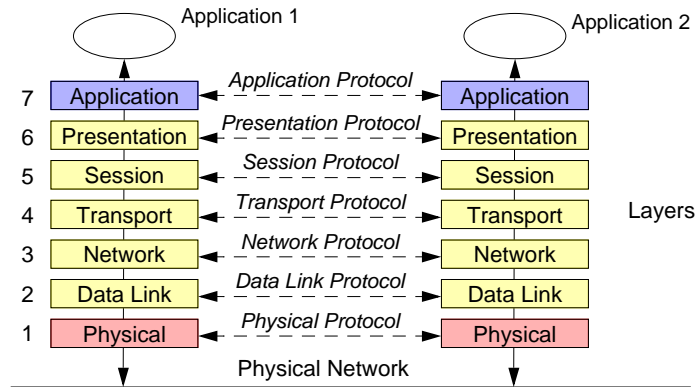 Application 1
Application 2
Application Protocol
7 Application Application
Presentation Protocol
6 Presentation Presentation
Session Protocol
5 Session Session
Transport Protocol
4 Transport Transport Layers
Network Protocol
3 Network Network
Data Link Protocol
2 Data Link Data Link
Physical Protocol
1 Physical Physical
Physical Network